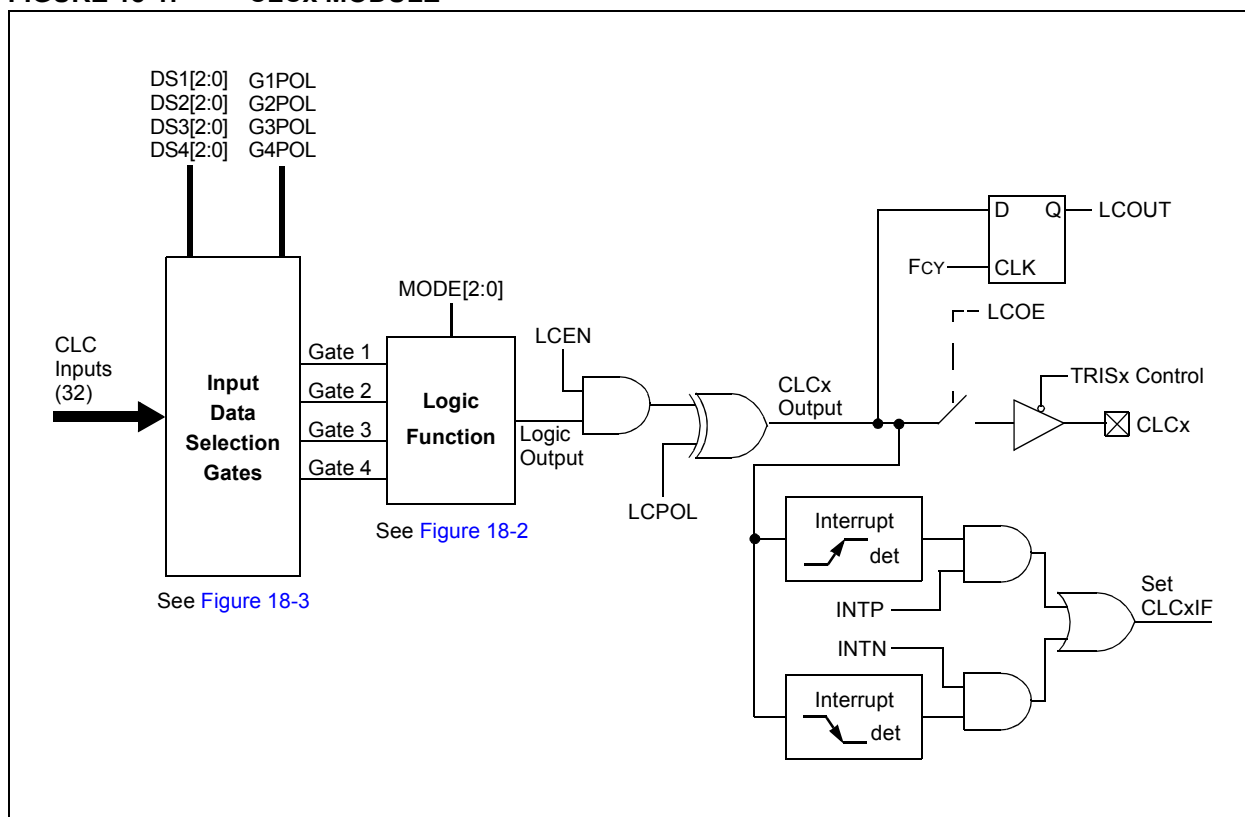 DS1[2:0] G1POL
DS2[2:0] G2POL
DS3[2:0] G3POL
DS4[2:0] G4POL
D Q LCOUT
FCY CLK
MODE[2:0]
LCOE
LCEN
CLC
Inputs
(32)
Input
Data
Selection
Gates
Gate 1
Gate 2
Gate 3
Gate 4
Logic
Function
Logic
Output
CLCx
Output
TRISx Control
CLCx
LCPOL
See Figure 18-2
See Figure 18-3
Interrupt
det
INTP
INTN
Set
CLCxIF
Interrupt
det